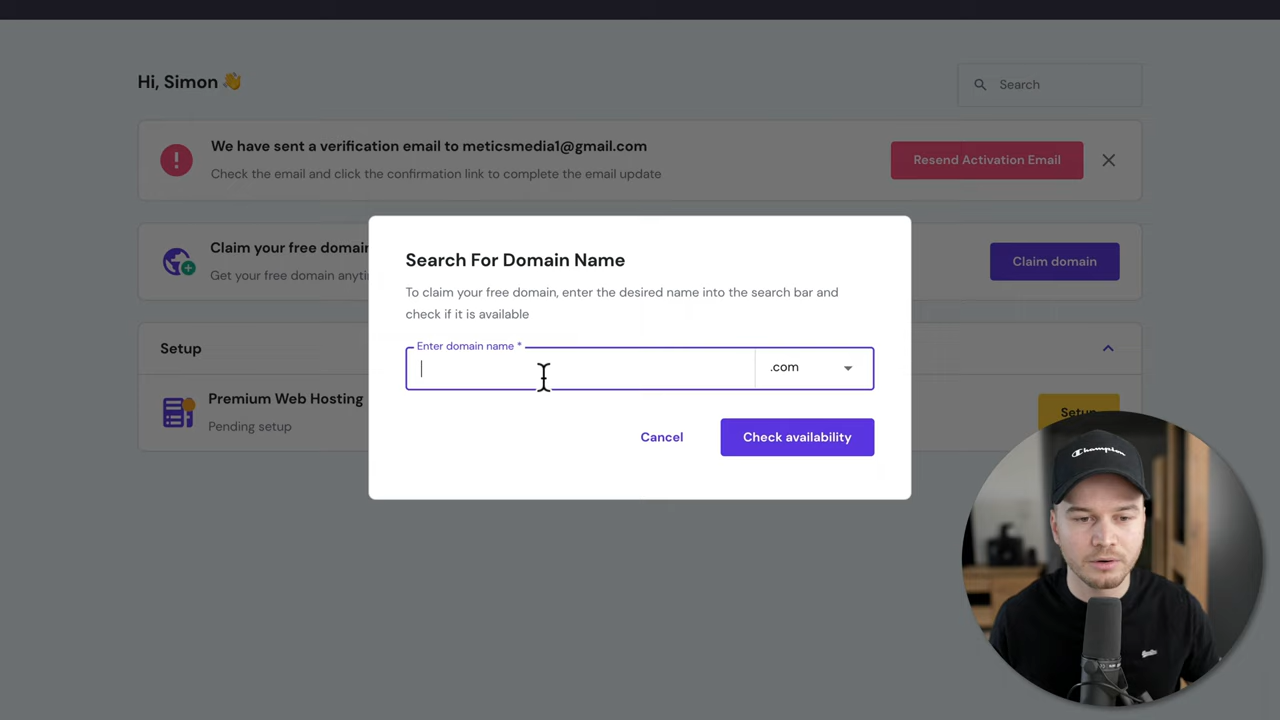 Hi, Simon 👋
Search
We have sent a verification email to meticsmedia1@gmail.com
Check the email and click the confirmation link to complete the email update
Resend Activation Email
Claim your free domain
Get your free domain anytin
Claim domain
Search For Domain Name
To claim your free domain, enter the desired name into the search bar and
check if it is available
Enter domain name *
.com
Cancel
Check availability
Setup
Premium Web Hosting
Pending setup
Setup
Champion